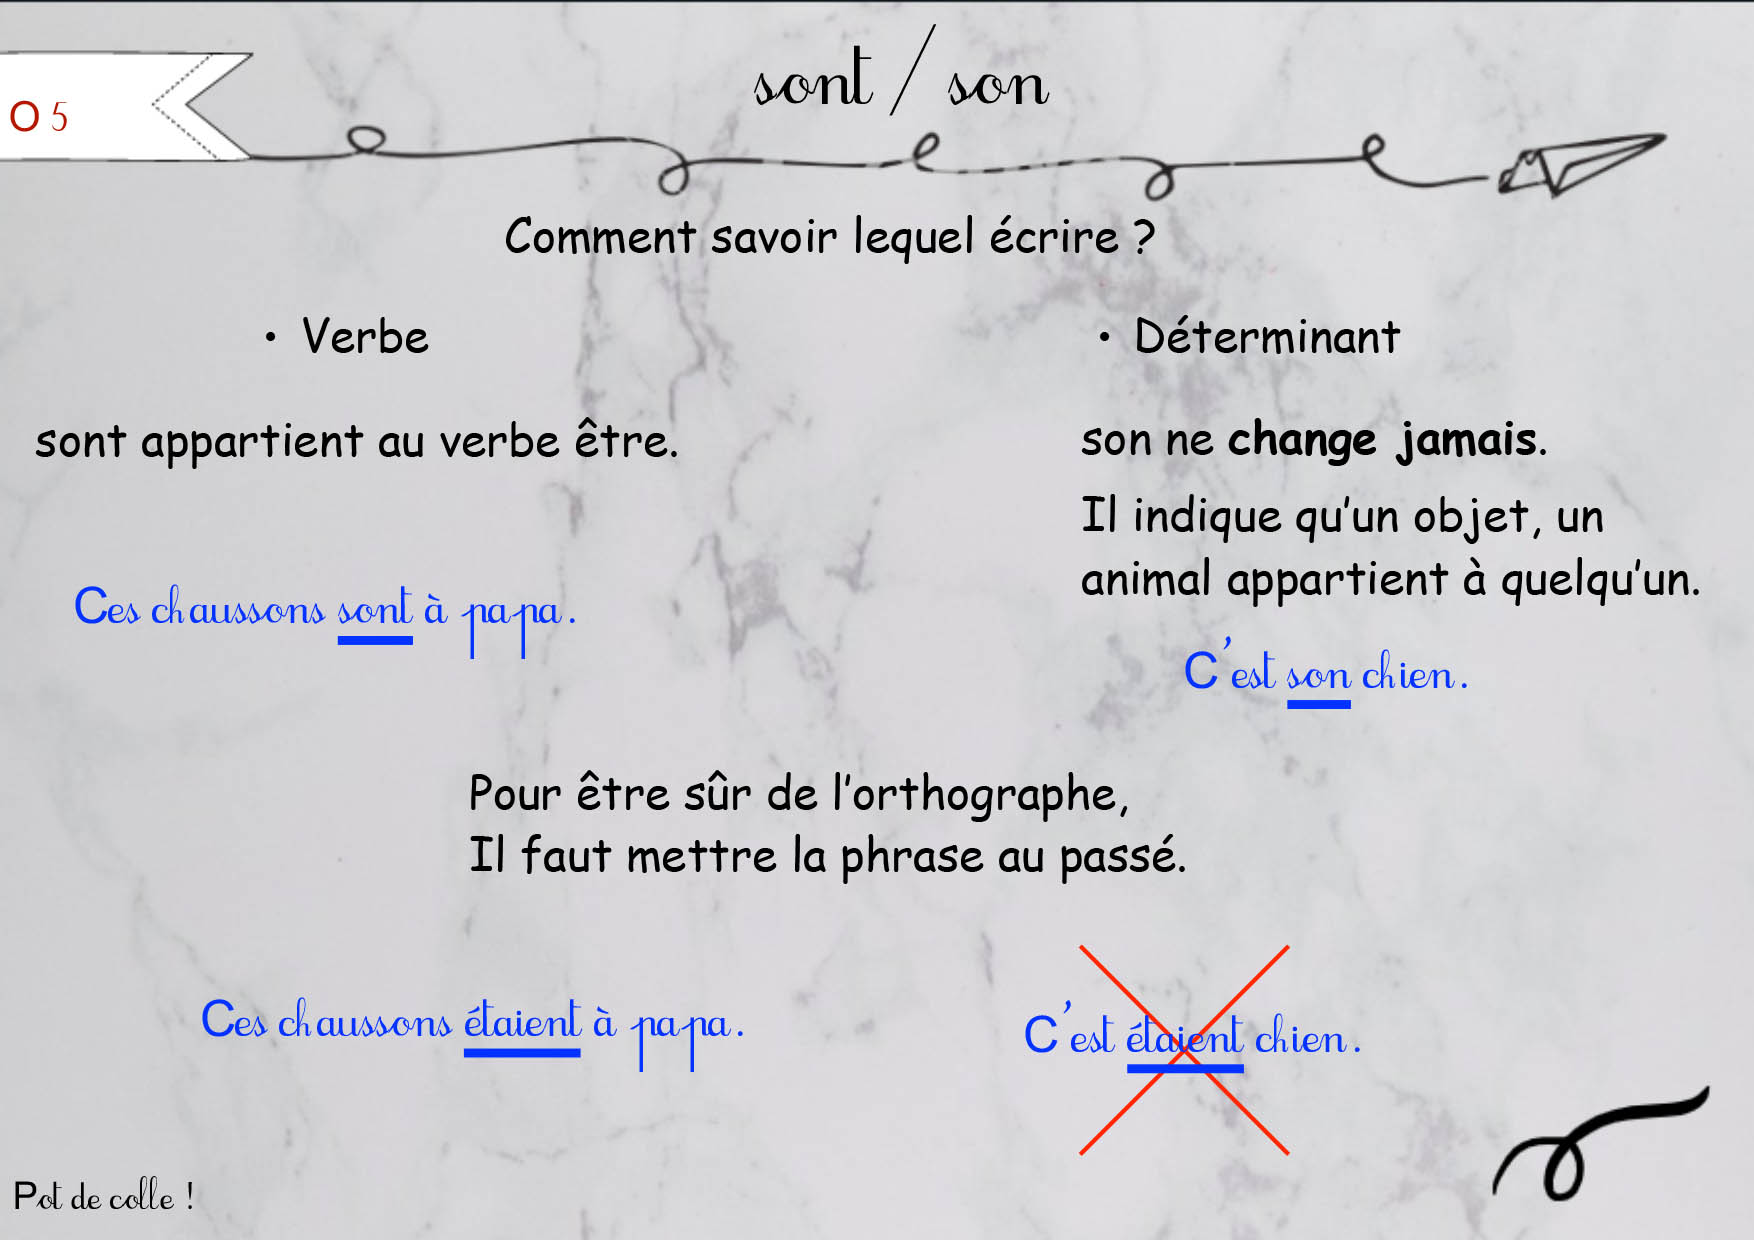 sont / son
O 5
Comment savoir lequel écrire ?
• Verbe
sont appartient au verbe être.
Ces chaussons sont à papa.
• Déterminant
son ne change jamais.
Il indique qu’un objet, un
animal appartient à quelqu’un.
C’est son chien.
Pour être sûr de l’orthographe,
Il faut mettre la phrase au passé.
Ces chaussons étaient à papa.
C’est étaient chien.
Pot de colle !